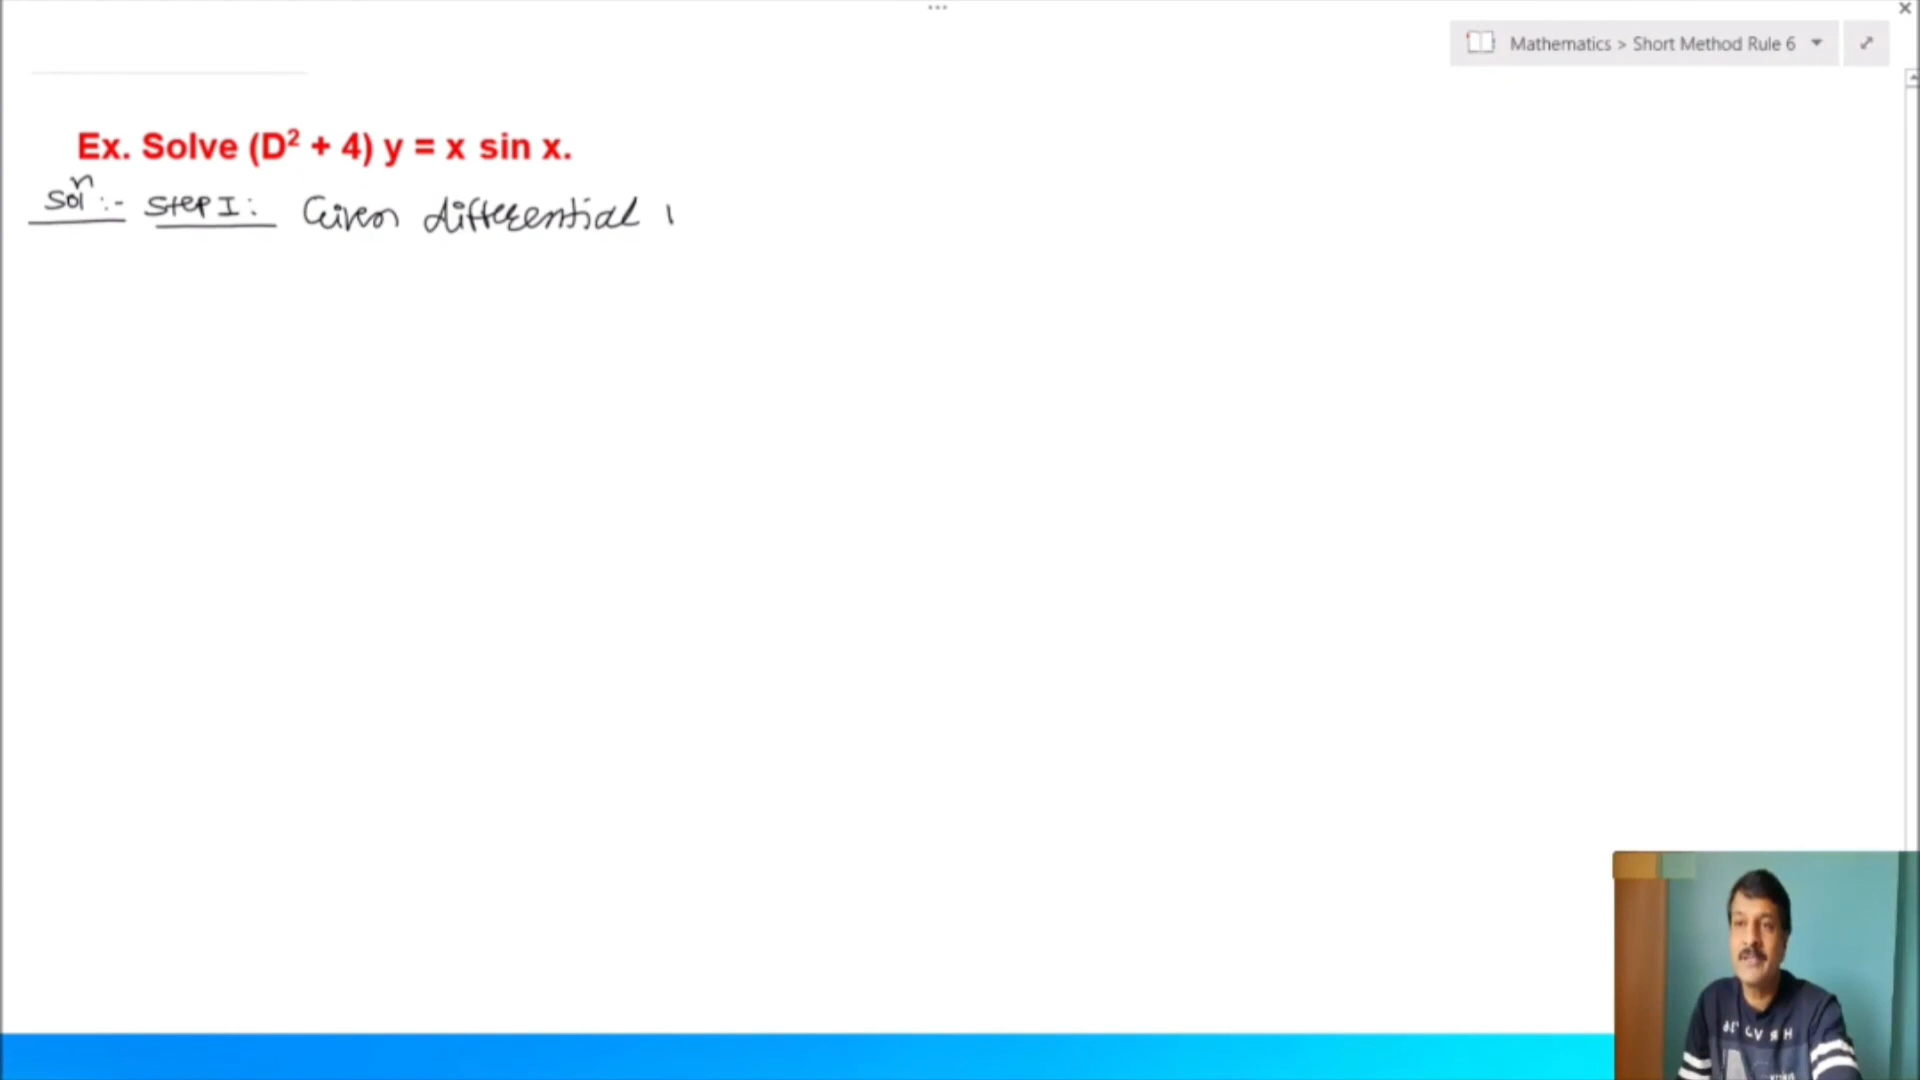 Mathematics > Short Method Rule 6
Ex. Solve (D² + 4) y = x sin x.
Solⁿ :- Step I: Given differential